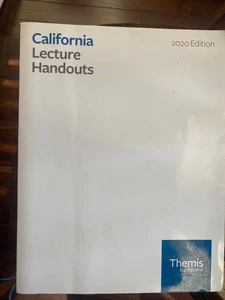 California
2020 Edition
Lecture
Handouts
Themis